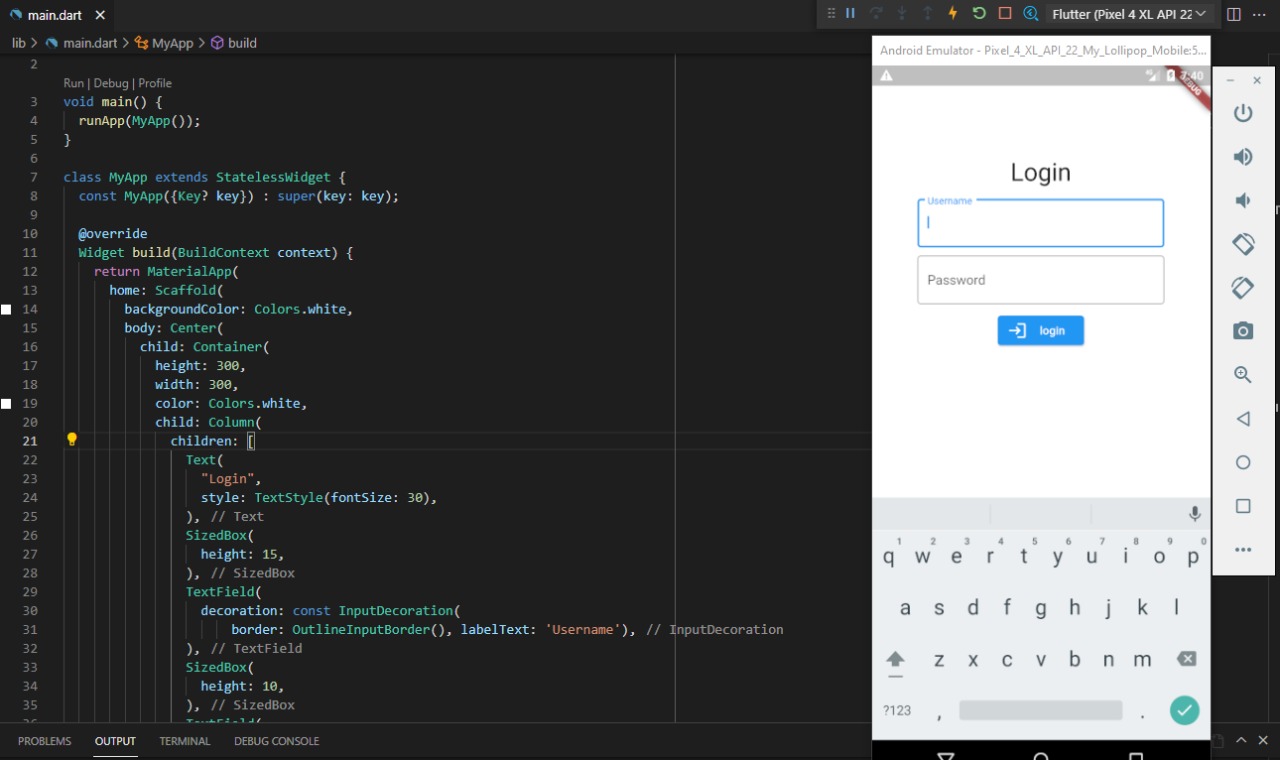 main.dart
Flutter (Pixel 4 XL API 22
lib > main.dart > MyApp > build
2
Run | Debug | Profile
3 void main() {
4 runApp(MyApp());
5 }
6
7 class MyApp extends StatelessWidget {
8 const MyApp({Key? key}) : super(key: key);
9
10 @override
11 Widget build(BuildContext context) {
12 return MaterialApp(
13 home: Scaffold(
14 backgroundColor: Colors.white,
15 body: Center(
16 child: Container(
17 height: 300,
18 width: 300,
19 color: Colors.white,
20 child: Column(
21 children: [
22 Text(
23 "Login",
24 style: TextStyle(fontSize: 30),
25 ), // Text
26 SizedBox(
27 height: 15,
28 ), // SizedBox
29 TextField(
30 decoration: const InputDecoration(
31 border: OutlineInputBorder(), labelText: 'Username'), // InputDecoration
32 ), // TextField
33 SizedBox(
34 height: 10,
35 ), // SizedBox
36 TextField(
PROBLEMS OUTPUT TERMINAL DEBUG CONSOLE
Android Emulator - Pixel_4_XL_API_22_My_Lollipop_Mobile:5...
4G 7:40
DEBUG
Login
Username
Password
login
1 2 3 4 5 6 7 8 9 0
q w e r t y u i o p
a s d f g h j k l
z x c v b n m
?123 , .